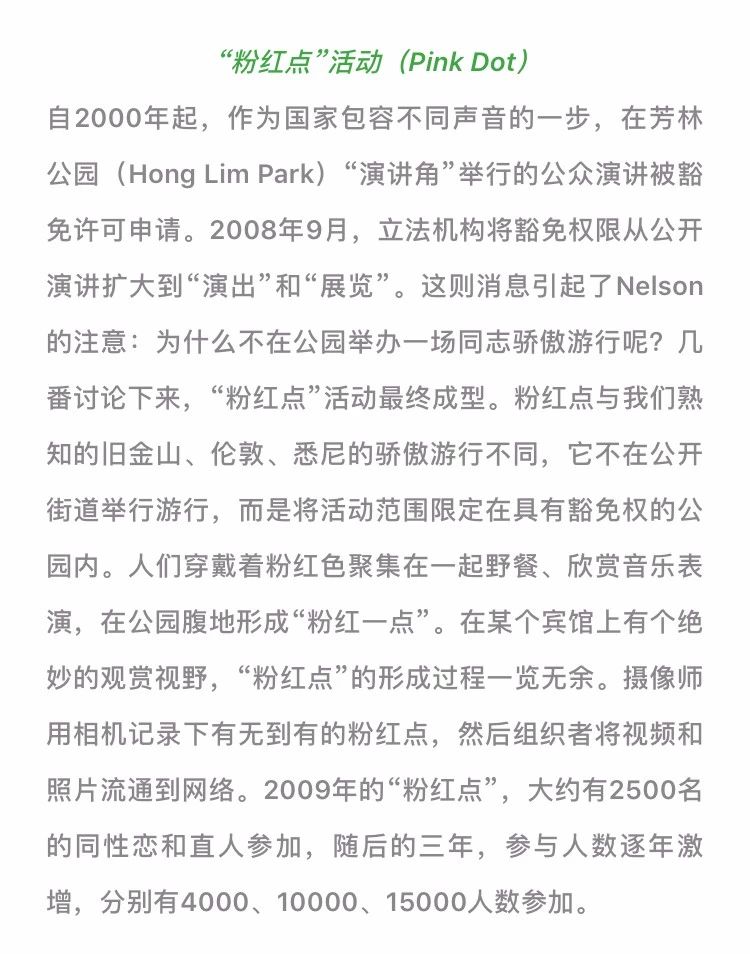 “粉红点”活动（Pink Dot）
自2000年起，作为国家包容不同声音的一步，在芳林
公园（Hong Lim Park）“演讲角”举行的公众演讲被豁
免许可申请。2008年9月，立法机构将豁免权限从公开
演讲扩大到“演出”和“展览”。这则消息引起了Nelson
的注意：为什么不在公园举办一场同志骄傲游行呢？几
番讨论下来，“粉红点”活动最终成型。粉红点与我们熟
知的旧金山、伦敦、悉尼的骄傲游行不同，它不在公开
街道举行游行，而是将活动范围限定在具有豁免权的公
园内。人们穿戴着粉红色聚集在一起野餐、欣赏音乐表
演，在公园腹地形成“粉红一点”。在某个宾馆上有个绝
妙的观赏视野，“粉红点”的形成过程一览无余。摄像师
用相机记录下有无到有的粉红点，然后组织者将视频和
照片流通到网络。2009年的“粉红点”，大约有2500名
的同性恋和直人参加，随后的三年，参与人数逐年激
增，分别有4000、10000、15000人数参加。